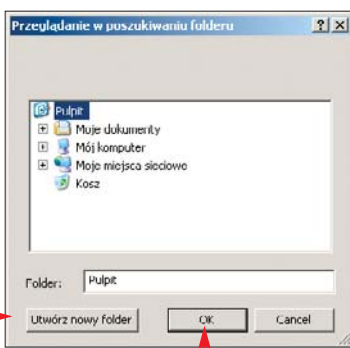 Przeglądanie w poszukiwaniu folderu
Pulpit
Moje dokumenty
Mój komputer
Moje miejsca sieciowe
Kosz
Folder: Pulpit
Utwórz nowy folder OK Cancel